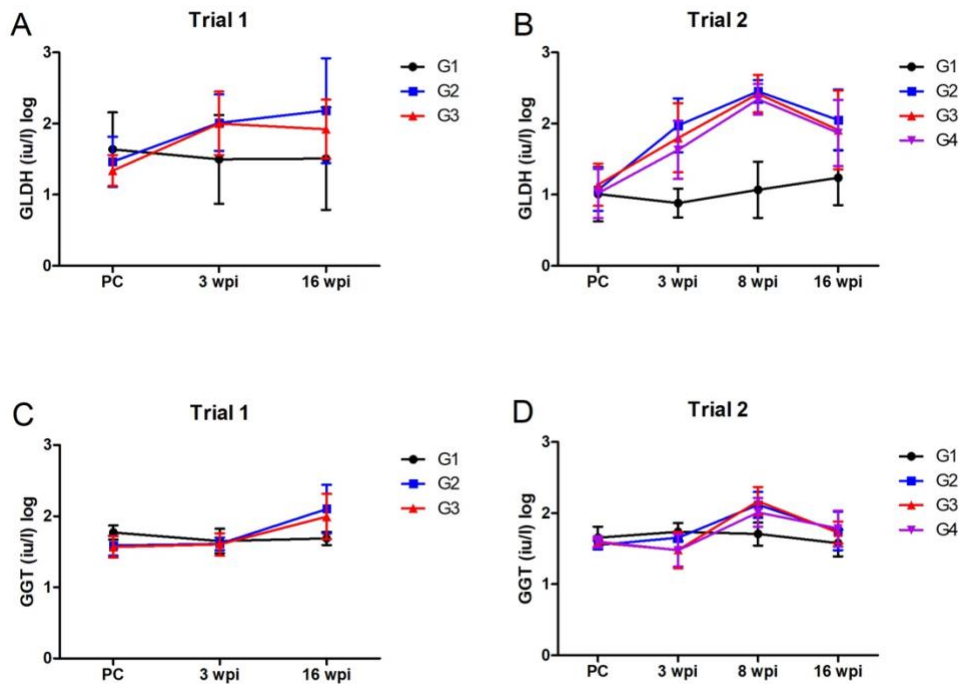 A
Trial 1
GLDH (iu/l) log
3
2
1
0
PC
3 wpi
16 wpi
G1
G2
G3
B
Trial 2
GLDH (iu/l) log
3
2
1
0
PC
3 wpi
8 wpi
16 wpi
G1
G2
G3
G4
C
Trial 1
GGT (iu/l) log
3
2
1
0
PC
3 wpi
16 wpi
G1
G2
G3
D
Trial 2
GGT (iu/l) log
3
2
1
0
PC
3 wpi
8 wpi
16 wpi
G1
G2
G3
G4